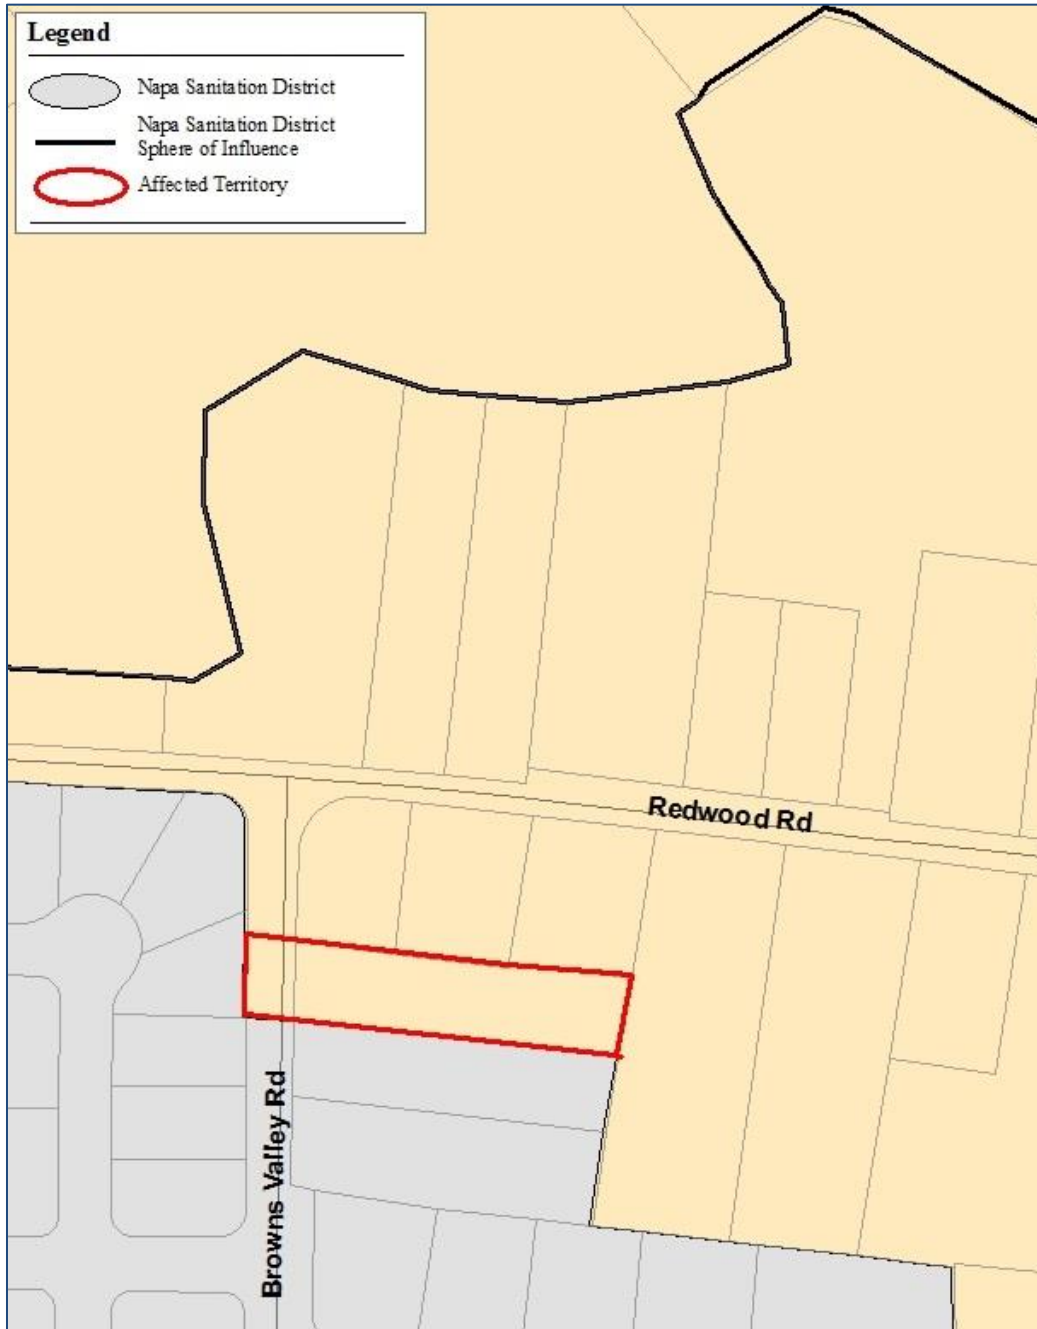 Legend
Napa Sanitation District
Napa Sanitation District
Sphere of Influence
Affected Territory
Redwood Rd
Browns Valley Rd